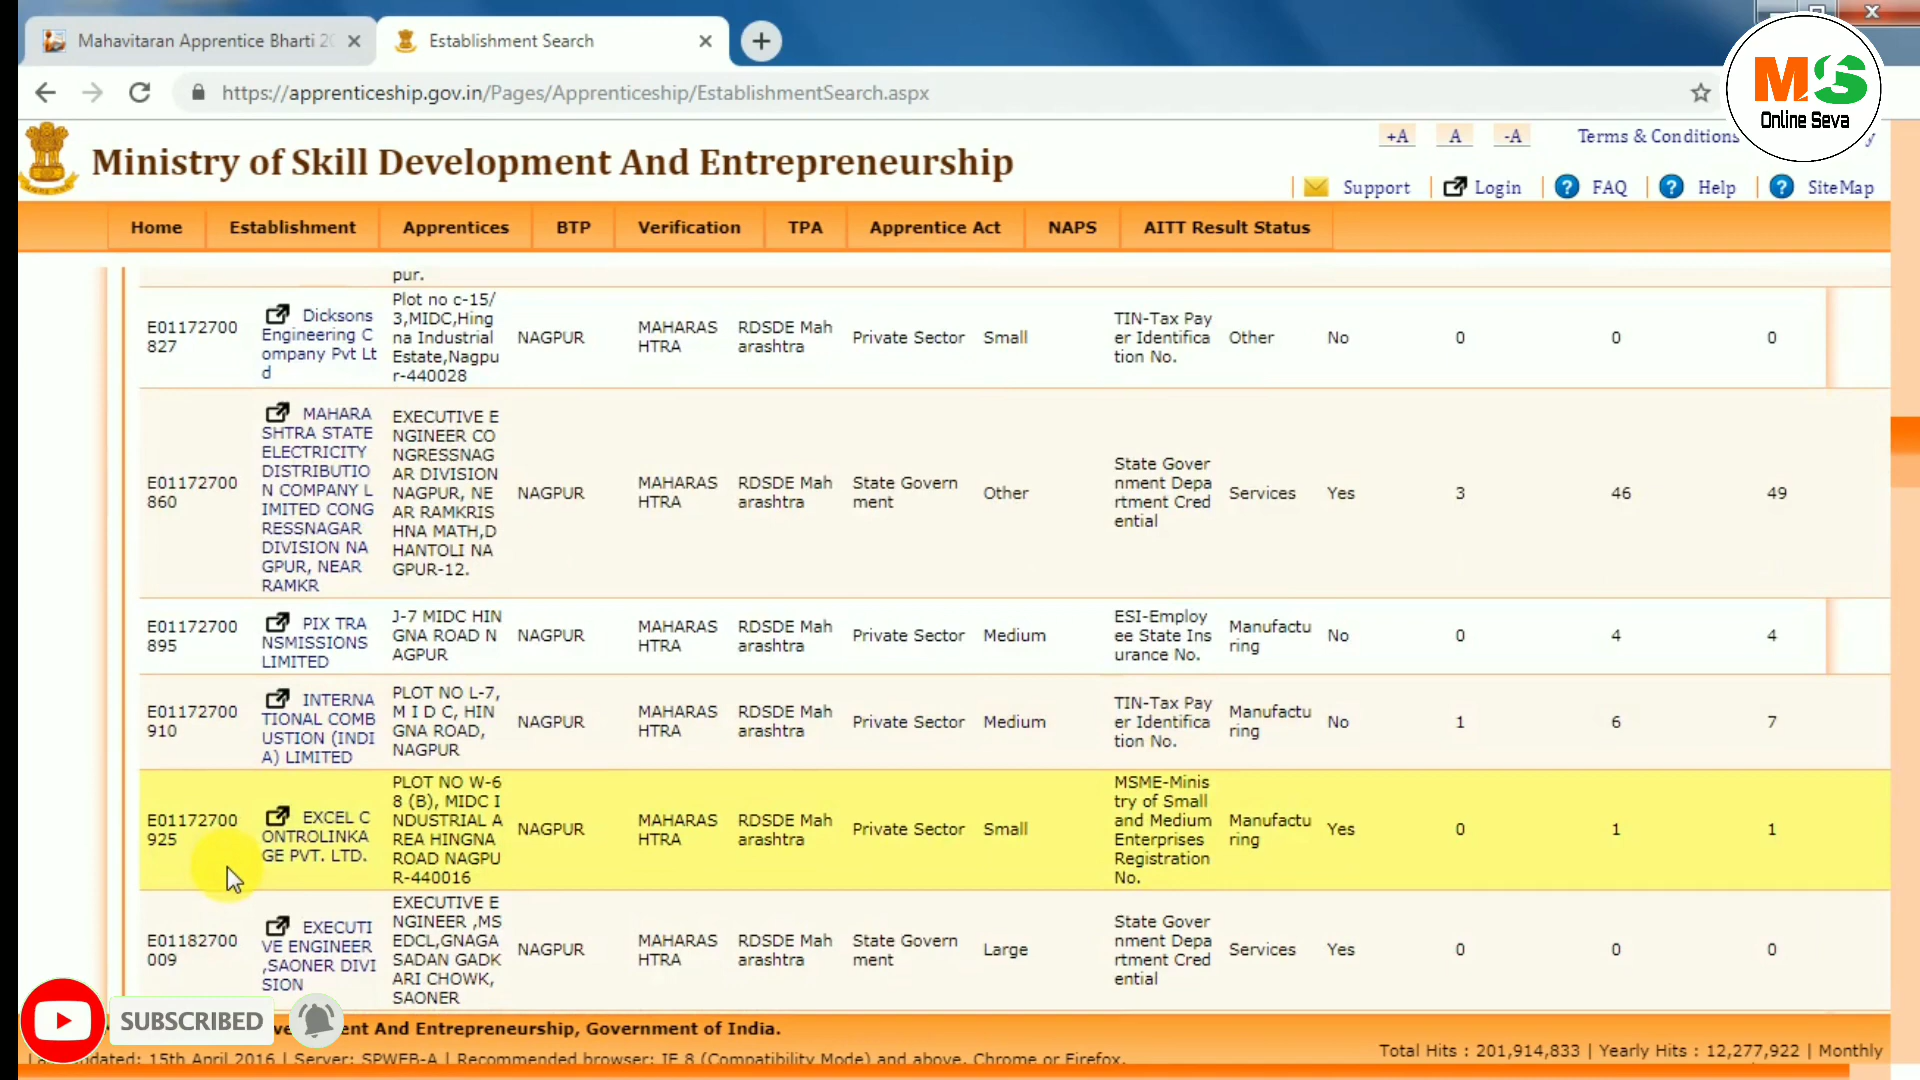 Mahavitaran Apprentice Bharti 20
Establishment Search
https://apprenticeship.gov.in/Pages/Apprenticeship/EstablishmentSearch.aspx
MS
Online Seva
+A A -A Terms & Conditions
Ministry of Skill Development And Entrepreneurship
Support Login FAQ Help SiteMap
Home Establishment Apprentices BTP Verification TPA Apprentice Act NAPS AITT Result Status
pur.
E01172700
827
Dicksons
Engineering C
ompany Pvt Lt
d
Plot no c-15/
3,MIDC,Hing
na Industrial
Estate,Nagpu
r-440028
NAGPUR
MAHARAS
HTRA
RDSDE Mah
arashtra
Private Sector
Small
TIN-Tax Pay
er Identifica
tion No.
Other
No
0
0
0
E01172700
860
MAHARA
SHTRA STATE
ELECTRICITY
DISTRIBUTIO
N COMPANY L
IMITED CONG
RESSNAGAR
DIVISION NA
GPUR, NEAR
RAMKR
EXECUTIVE E
NGINEER CO
NGRESSNAG
AR DIVISION
NAGPUR, NE
AR RAMKRIS
HNA MATH,D
HANTOLI NA
GPUR-12.
NAGPUR
MAHARAS
HTRA
RDSDE Mah
arashtra
State Govern
ment
Other
State Gover
nment Depa
rtment Cred
ential
Services
Yes
3
46
49
E01172700
895
PIX TRA
NSMISSIONS
LIMITED
J-7 MIDC HIN
GNA ROAD N
AGPUR
NAGPUR
MAHARAS
HTRA
RDSDE Mah
arashtra
Private Sector
Medium
ESI-Employ
ee State Ins
urance No.
Manufactu
ring
No
0
4
4
E01172700
910
INTERNA
TIONAL COMB
USTION (INDI
A) LIMITED
PLOT NO L-7,
M I D C, HIN
GNA ROAD,
NAGPUR
NAGPUR
MAHARAS
HTRA
RDSDE Mah
arashtra
Private Sector
Medium
TIN-Tax Pay
er Identifica
tion No.
Manufactu
ring
No
1
6
7
E01172700
925
EXCEL C
ONTROLINKA
GE PVT. LTD.
PLOT NO W-6
8 (B), MIDC I
NDUSTRIAL A
REA HINGNA
ROAD NAGPU
R-440016
NAGPUR
MAHARAS
HTRA
RDSDE Mah
arashtra
Private Sector
Small
MSME-Minis
try of Small
and Medium
Enterprises
Registration
No.
Manufactu
ring
Yes
0
1
1
E01182700
009
EXECUTI
VE ENGINEER
,SAONER DIVI
SION
EXECUTIVE E
NGINEER ,MS
EDCL,GNAGA
SADAN GADK
ARI CHOWK,
SAONER
NAGPUR
MAHARAS
HTRA
RDSDE Mah
arashtra
State Govern
ment
Large
State Gover
nment Depa
rtment Cred
ential
Services
Yes
0
0
0
SUBSCRIBED
ent And Entrepreneurship, Government of India.
dated: 15th April 2016 | Server: SPWEB-A | Recommended browser: IE 8 (Compatibility Mode) and above, Chrome or Firefox.
Total Hits : 201,914,833 | Yearly Hits : 12,277,922 | Monthly